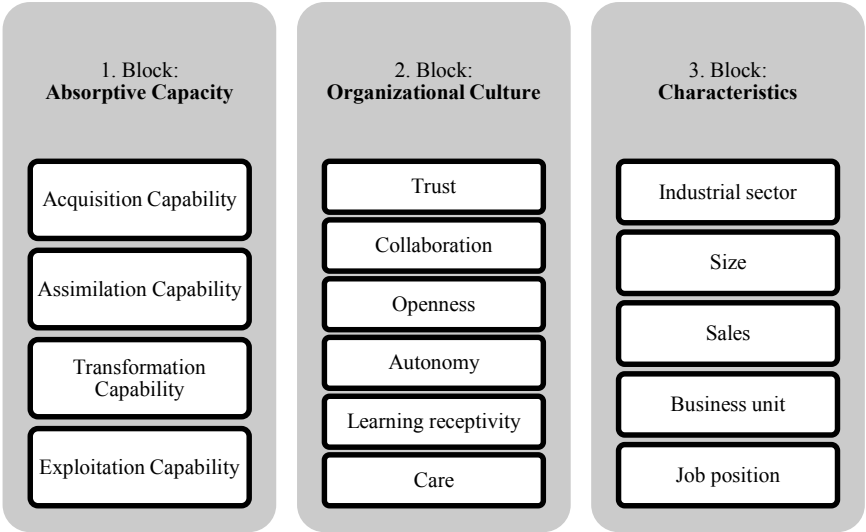 1. Block:
Absorptive Capacity
Acquisition Capability
Assimilation Capability
Transformation
Capability
Exploitation Capability
2. Block:
Organizational Culture
Trust
Collaboration
Openness
Autonomy
Learning receptivity
Care
3. Block:
Characteristics
Industrial sector
Size
Sales
Business unit
Job position